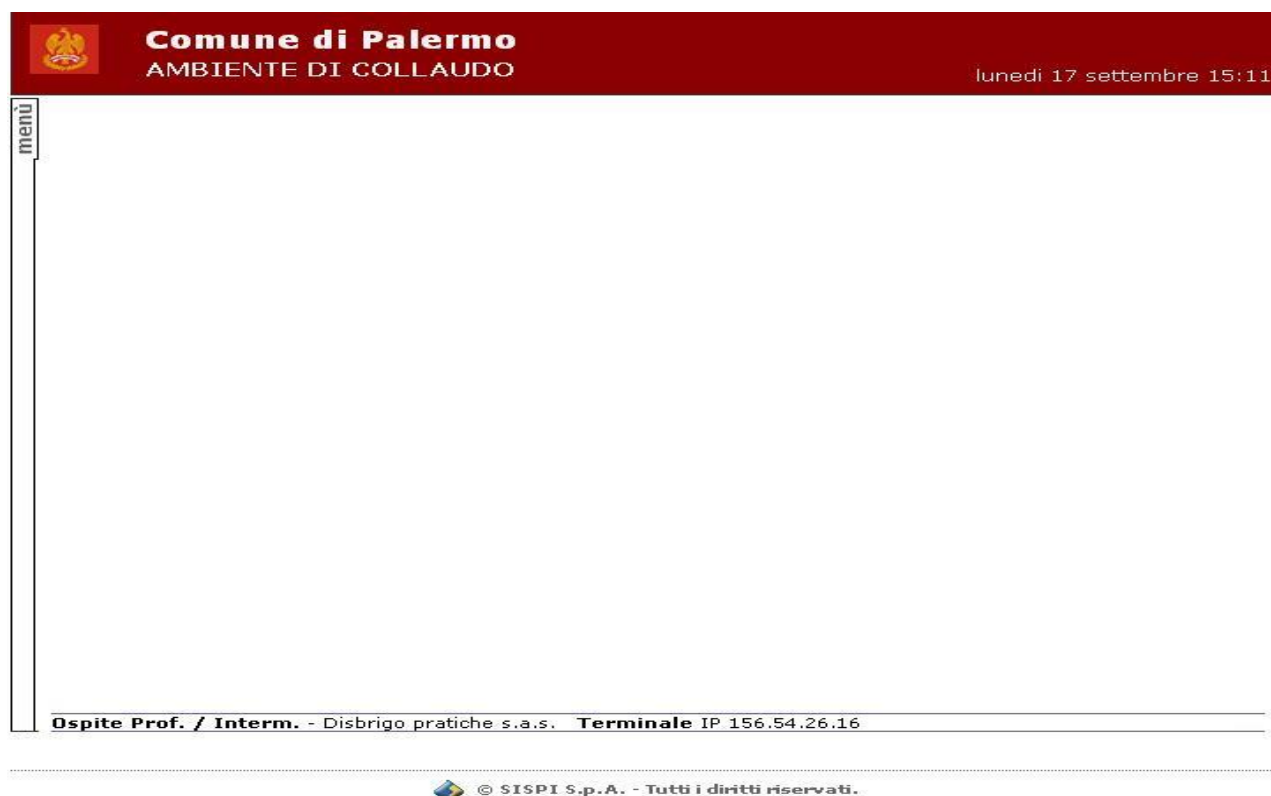 Comune di Palermo
AMBIENTE DI COLLAUDO
lunedi 17 settembre 15:11
menù
Ospite Prof. / Interm. - Disbrigo pratiche s.a.s. Terminale IP 156.54.26.16
© SISPI S.p.A. - Tutti i diritti riservati.